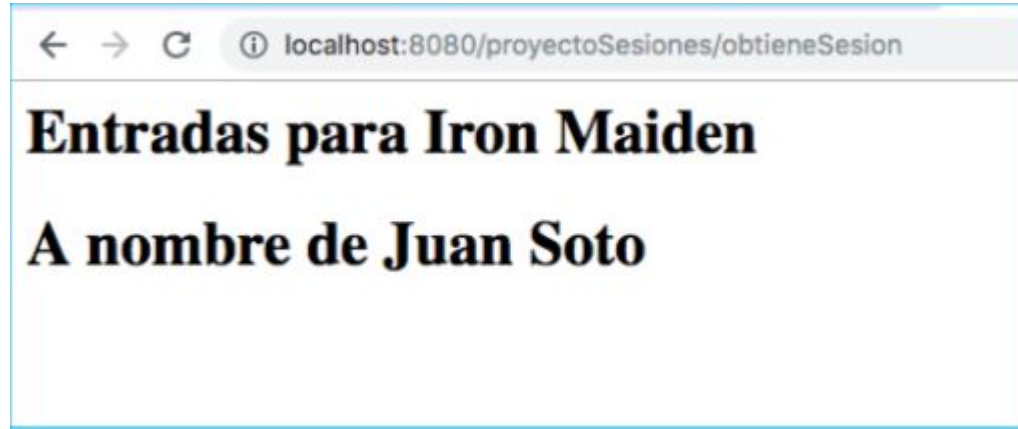 localhost:8080/proyectoSesiones/obtieneSesion
Entradas para Iron Maiden
A nombre de Juan Soto